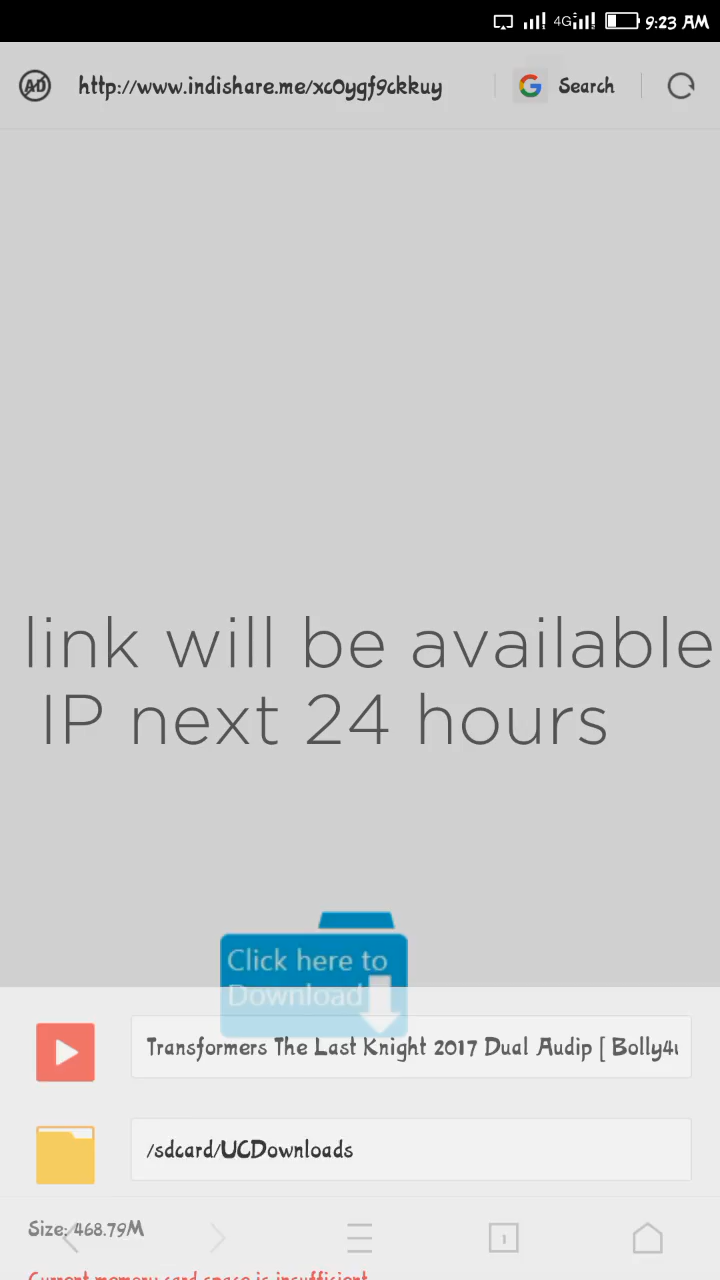 4G 9:23 AM
AD http://www.indishare.me/xc0ygf9ckkuy Search
link will be available
IP next 24 hours
Click here to
Download
Transformers The Last Knight 2017 Dual Audip [ Bolly4
/sdcard/UCDownloads
Size: 468.79M
1
Current memory card space is insufficient